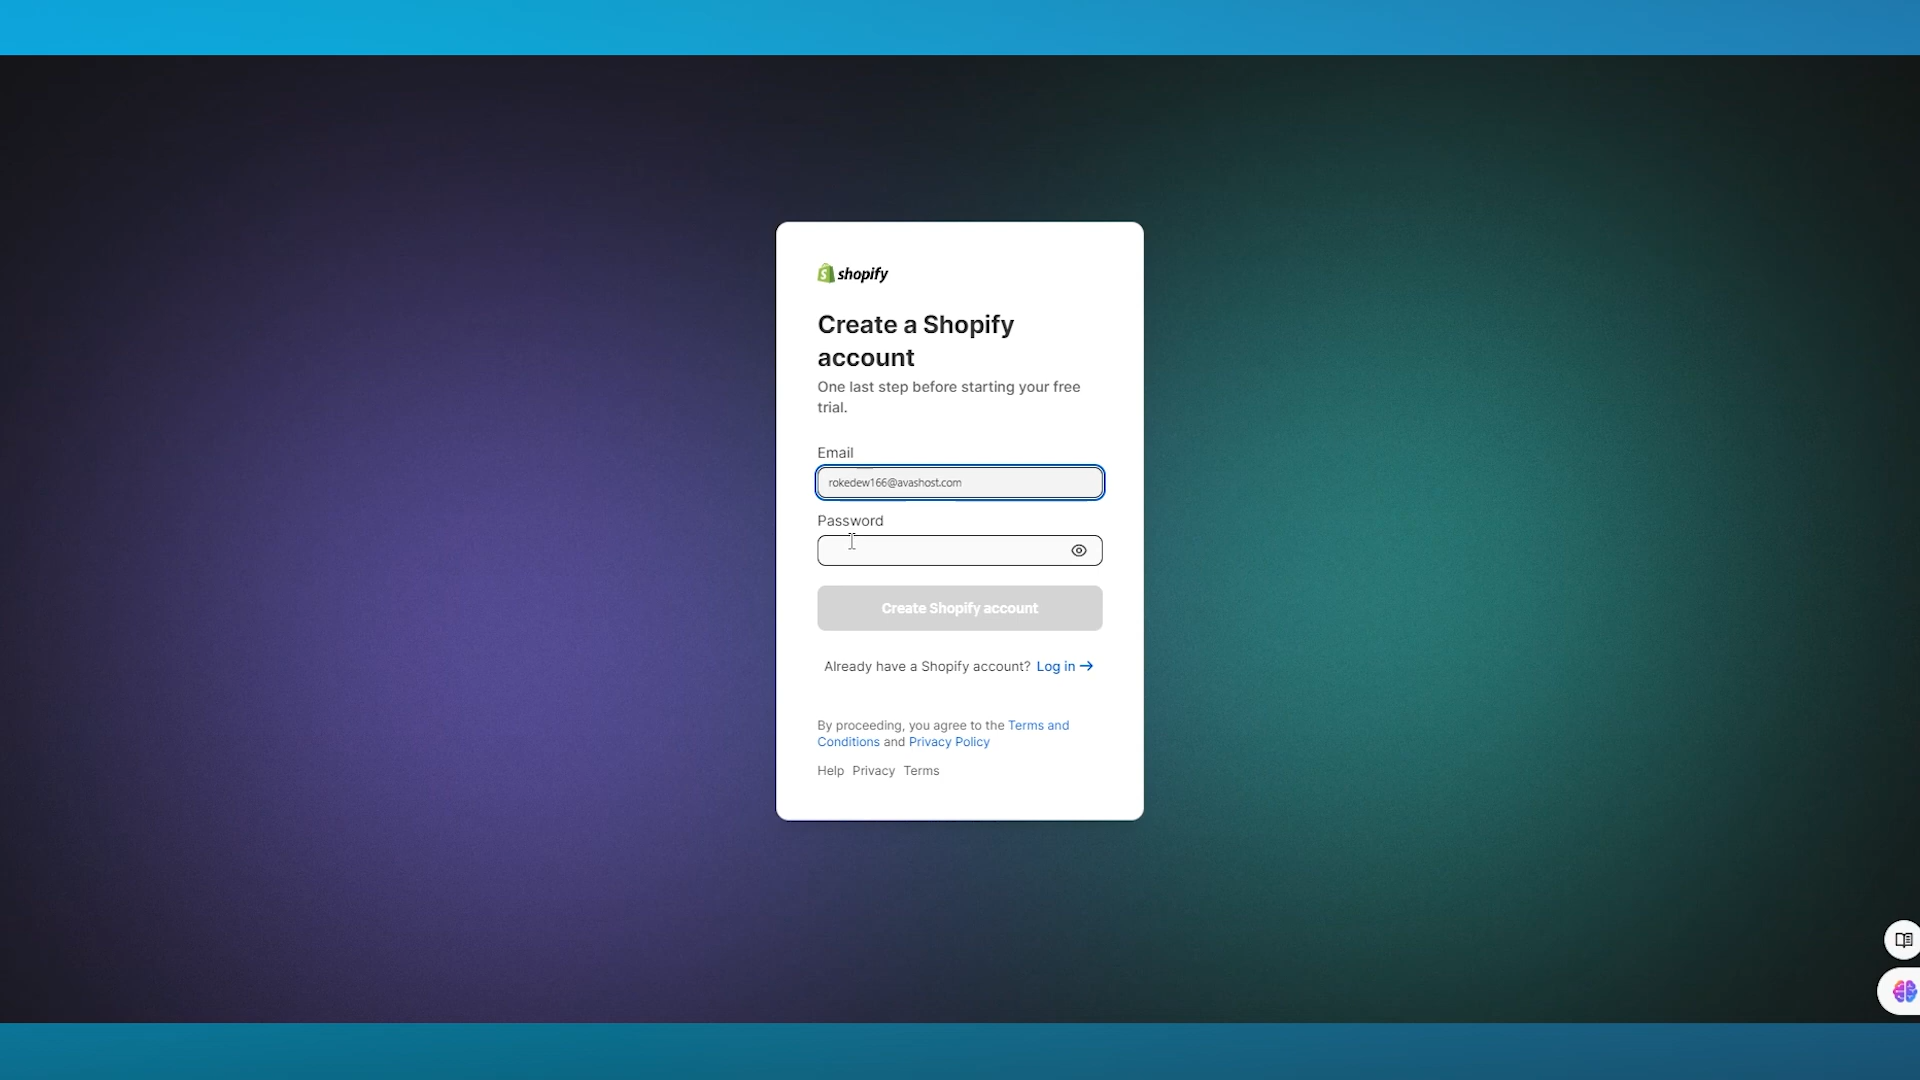 shopify
Create a Shopify
account
One last step before starting your free
trial.
Email
rokedew166@avashost.com
Password
Create Shopify account
Already have a Shopify account? Log in →
By proceeding, you agree to the Terms and
Conditions and Privacy Policy
Help Privacy Terms